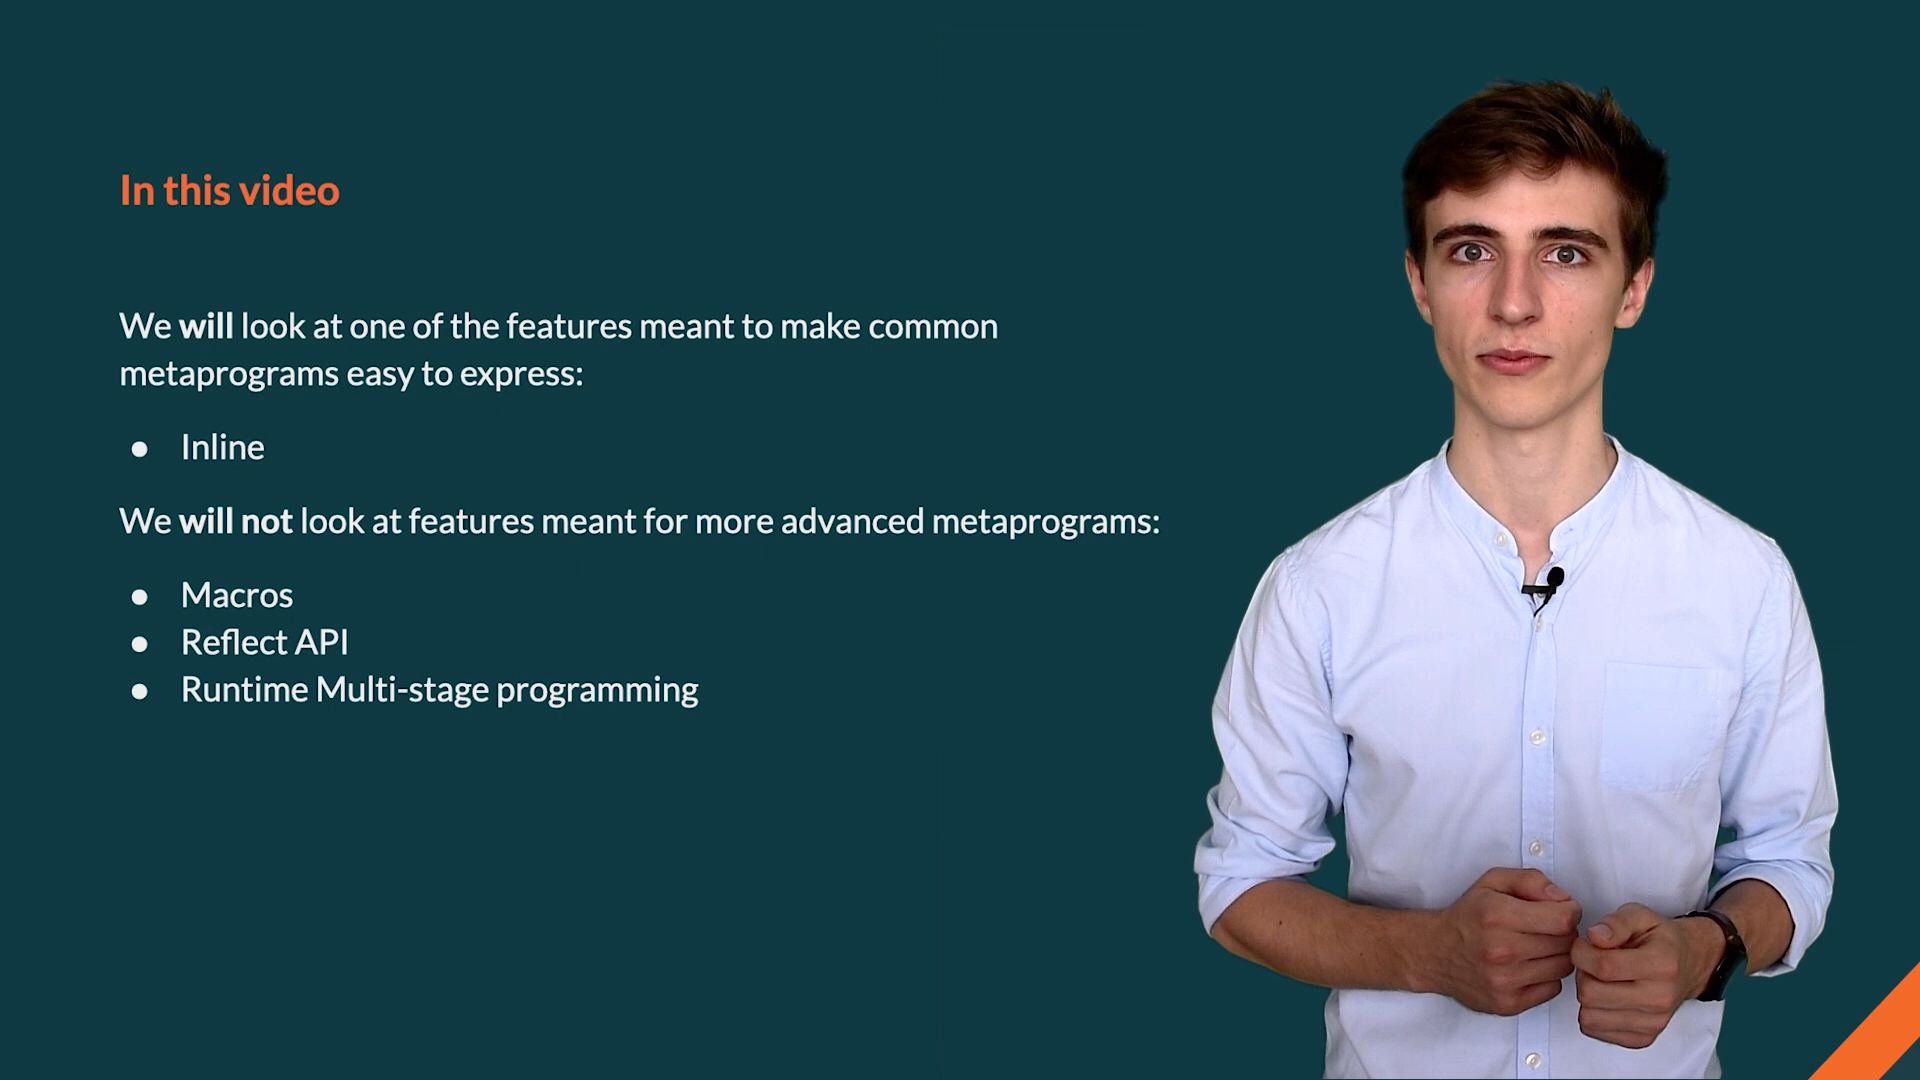 In this video
We will look at one of the features meant to make common
metaprograms easy to express:
● Inline
We will not look at features meant for more advanced metaprograms:
● Macros
● Reflect API
● Runtime Multi-stage programming